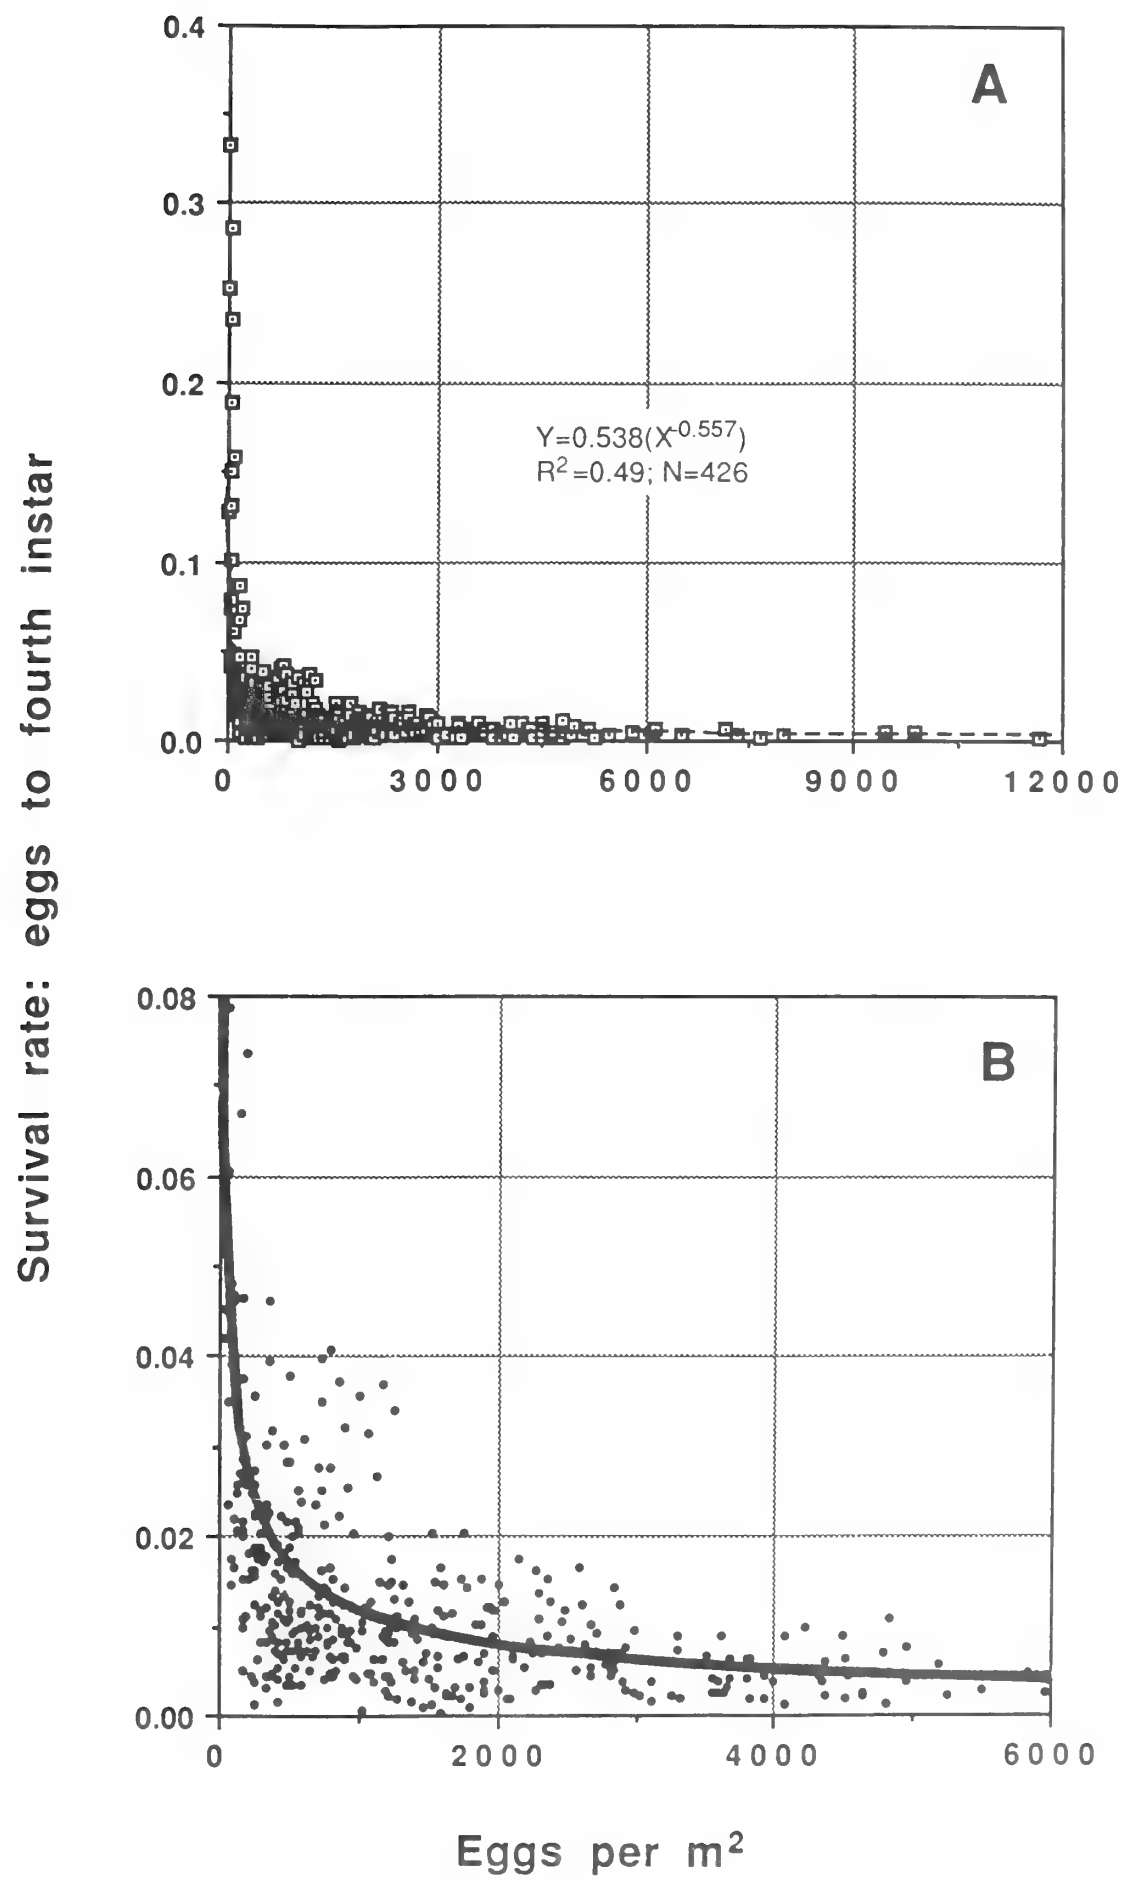 Survival rate: eggs to fourth instar
A
0.4
0.3
0.2
0.1
0.0
Y=0.538(X^-0.557)
R²=0.49; N=426
0 3000 6000 9000 12000
B
0.08
0.06
0.04
0.02
0.00
0 2000 4000 6000
Eggs per m²